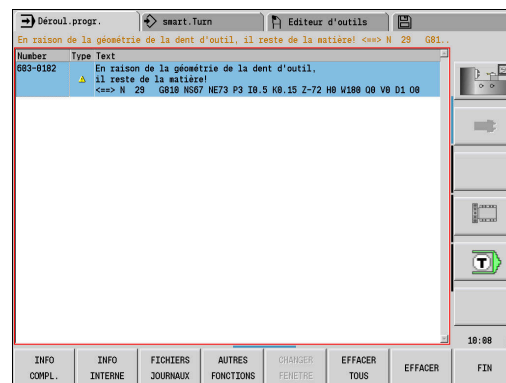 Déroul.progr. smart.Turn Editeur d'outils
En raison de la géométrie de la dent d'outil, il reste de la matière! <==> N 29 G81..
Number Type Text
603-0182 En raison de la géométrie de la dent d'outil,
il reste de la matière!
<==> N 29 G810 NS67 NE73 P3 I0.5 K0.15 Z-72 H0 W180 Q0 V0 D1 O0
T
10:08
INFO COMPL. INFO INTERNE FICHIERS JOURNAUX AUTRES FONCTIONS CHANGER FENETRE EFFACER TOUS EFFACER FIN